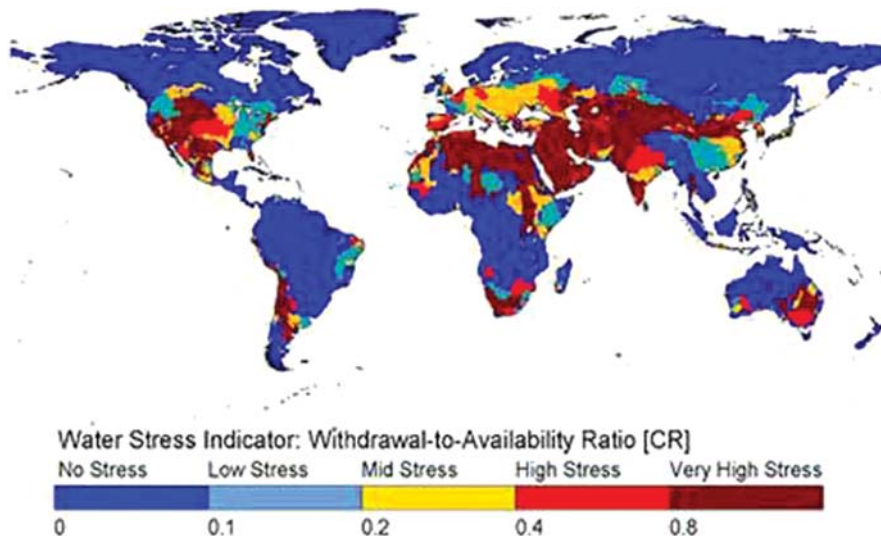 Water Stress Indicator: Withdrawal-to-Availability Ratio [CR]
No Stress Low Stress Mid Stress High Stress Very High Stress
0 0.1 0.2 0.4 0.8